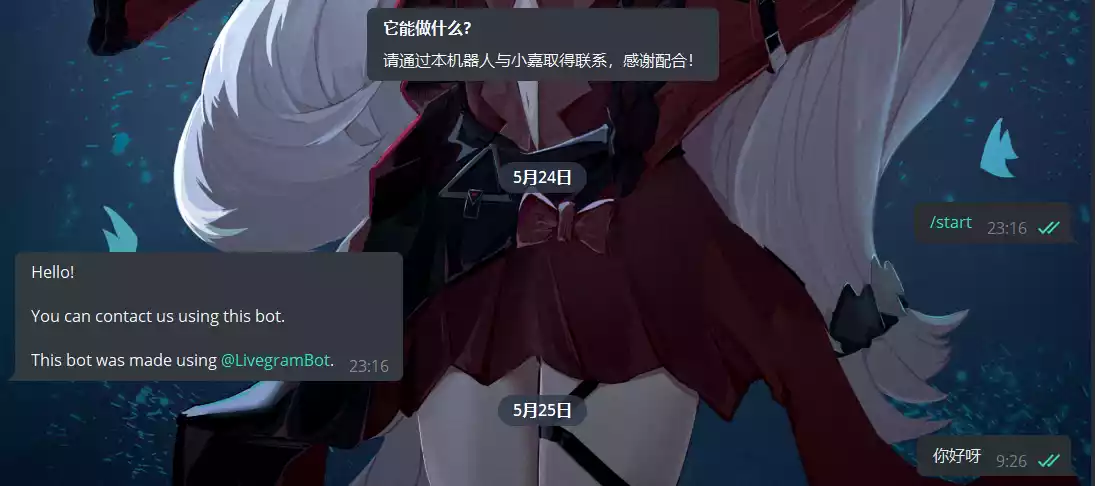 它能做什么?
请通过本机器人与小嘉取得联系，感谢配合！
5月24日
/start 23:16
Hello!
You can contact us using this bot.
This bot was made using @LivegramBot. 23:16
5月25日
你好呀 9:26